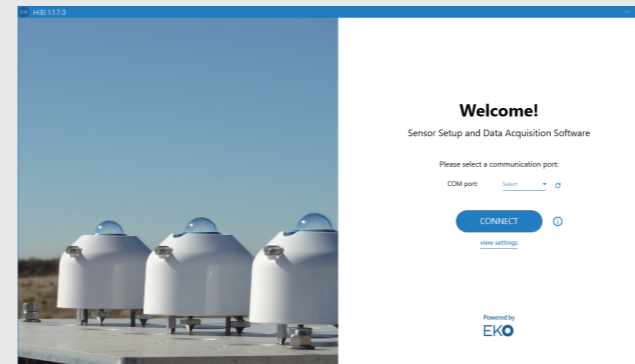 HiBi 1.1.7.0
Welcome!
Sensor Setup and Data Acquisition Software
Please select a communication port:
COM port: Select
CONNECT
view settings
Powered by
EKO